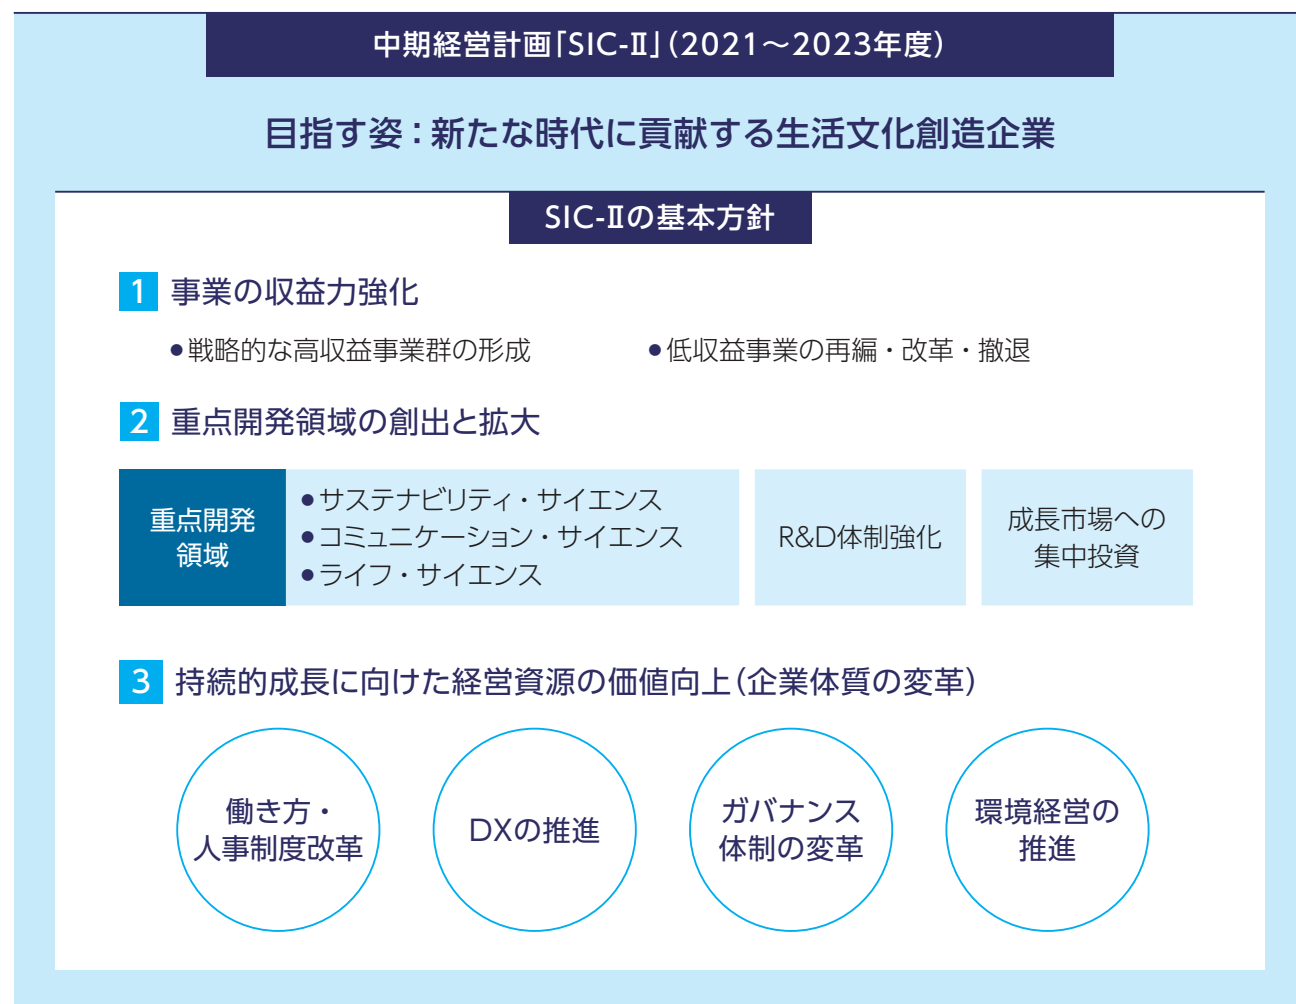 中期経営計画「SIC-Ⅱ」（2021～2023年度）
目指す姿：新たな時代に貢献する生活文化創造企業
SIC-Ⅱの基本方針
1 事業の収益力強化
●戦略的な高収益事業群の形成 ●低収益事業の再編・改革・撤退
2 重点開発領域の創出と拡大
重点開発
領域
●サステナビリティ・サイエンス
●コミュニケーション・サイエンス
●ライフ・サイエンス
R&D体制強化
成長市場への
集中投資
3 持続的成長に向けた経営資源の価値向上（企業体質の変革）
働き方・
人事制度改革
DXの推進
ガバナンス
体制の変革
環境経営の
推進